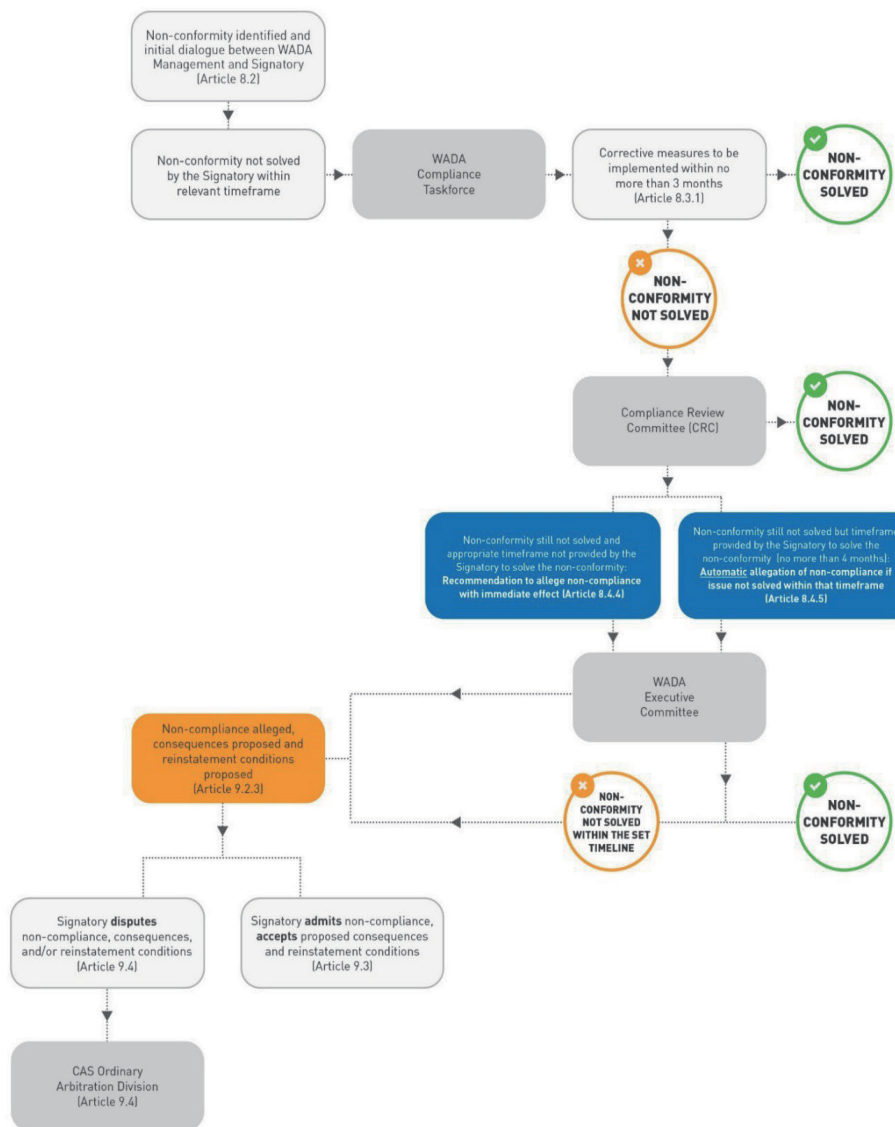 Non-conformity identified and
initial dialogue between WADA
Management and Signatory
(Article 8.2)
Non-conformity not solved
by the Signatory within
relevant timeframe
WADA
Compliance
Taskforce
Corrective measures to be
implemented within no
more than 3 months
(Article 8.3.1)
NON-
CONFORMITY
SOLVED
NON-
CONFORMITY
NOT SOLVED
Compliance Review
Committee (CRC)
NON-
CONFORMITY
SOLVED
Non-conformity still not solved and
appropriate timeframe not provided by the
Signatory to solve the non-conformity:
Recommendation to allege non-compliance
with immediate effect (Article 8.4.4)
Non-conformity still not solved but timeframe
provided by the Signatory to solve the
non-conformity (no more than 4 months):
Automatic allegation of non-compliance if
issue not solved within that timeframe
(Article 8.4.5)
WADA
Executive
Committee
Non-compliance alleged,
consequences proposed and
reinstatement conditions
proposed
(Article 9.2.3)
NON-
CONFORMITY
NOT SOLVED
WITHIN THE SET
TIMELINE
NON-
CONFORMITY
SOLVED
Signatory disputes
non-compliance, consequences,
and/or reinstatement conditions
(Article 9.4)
Signatory admits non-compliance,
accepts proposed consequences
and reinstatement conditions
(Article 9.3)
CAS Ordinary
Arbitration Division
(Article 9.4)